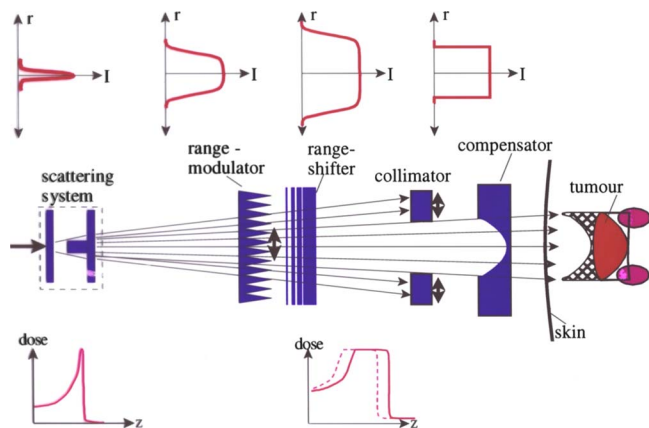 r
r
r
r
I
I
I
I
range -
modulator
range-
shifter
compensator
scattering
system
collimator
tumour
skin
dose
z
dose
z